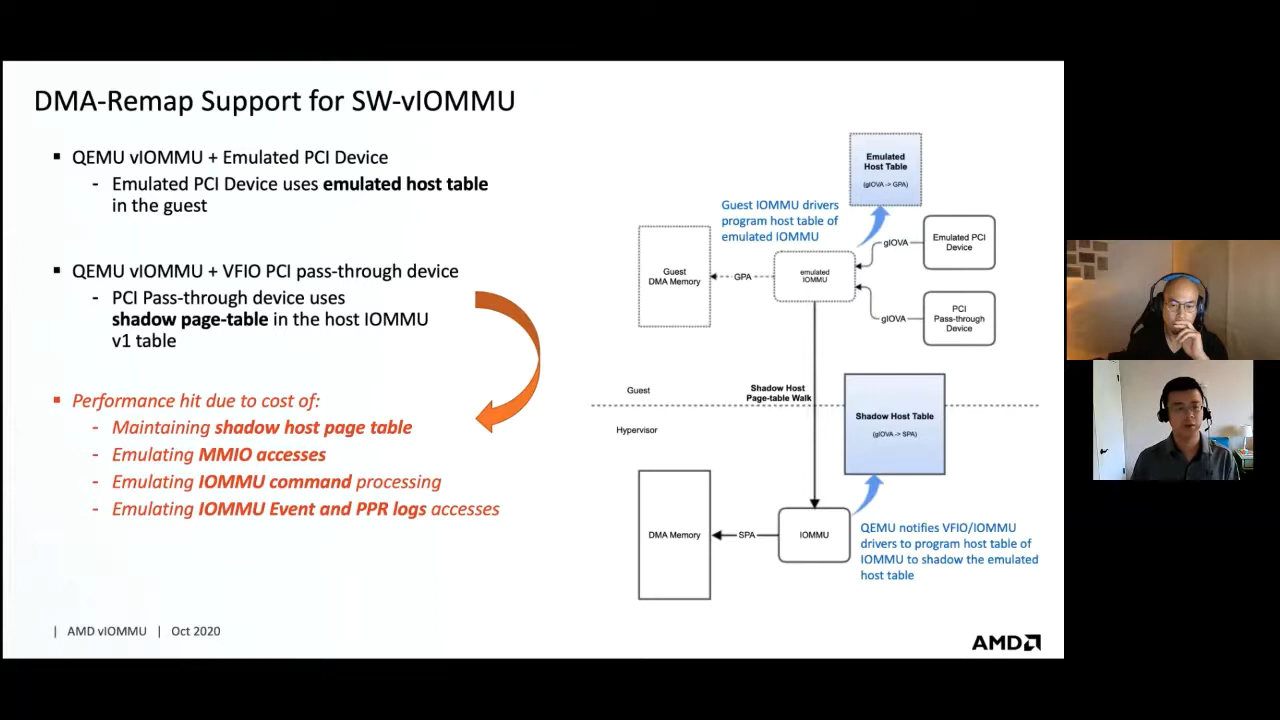 DMA-Remap Support for SW-vIOMMU
▪ QEMU vIOMMU + Emulated PCI Device
- Emulated PCI Device uses emulated host table
in the guest
▪ QEMU vIOMMU + VFIO PCI pass-through device
- PCI Pass-through device uses
shadow page-table in the host IOMMU
v1 table
▪ Performance hit due to cost of:
- Maintaining shadow host page table
- Emulating MMIO accesses
- Emulating IOMMU command processing
- Emulating IOMMU Event and PPR logs accesses
Emulated
Host Table
(gIOVA -> GPA)
Guest IOMMU drivers
program host table of
emulated IOMMU
Guest
DMA Memory
GPA
emulated
IOMMU
gIOVA
Emulated PCI
Device
gIOVA
PCI
Pass-through
Device
Guest
Shadow Host
Page-table Walk
Hypervisor
Shadow Host Table
(gIOVA -> SPA)
DMA Memory
SPA
IOMMU
QEMU notifies VFIO/IOMMU
drivers to program host table of
IOMMU to shadow the emulated
host table
| AMD vIOMMU | Oct 2020
AMD